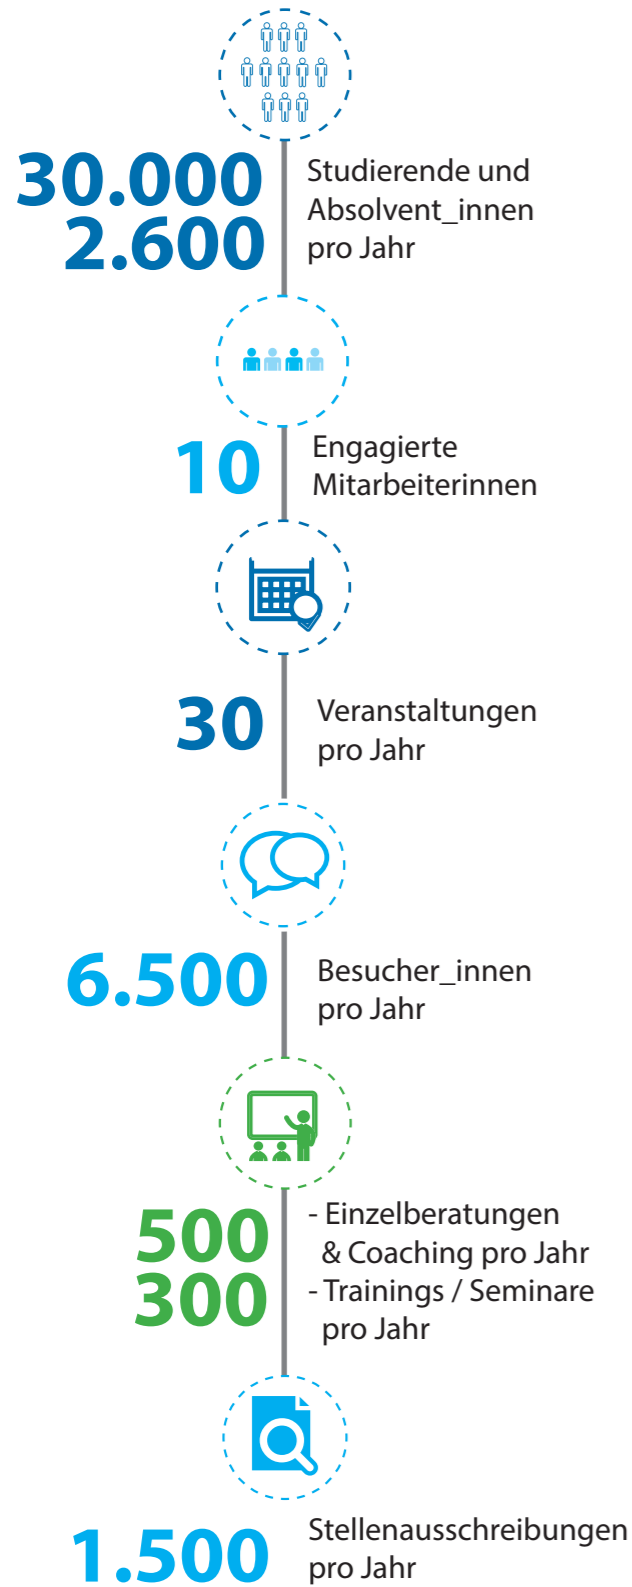 30.000
2.600
Studierende und
Absolvent_innen
pro Jahr
10
Engagierte
Mitarbeiterinnen
30
Veranstaltungen
pro Jahr
6.500
Besucher_innen
pro Jahr
500
300
- Einzelberatungen
& Coaching pro Jahr
- Trainings / Seminare
pro Jahr
1.500
Stellenausschreibungen
pro Jahr